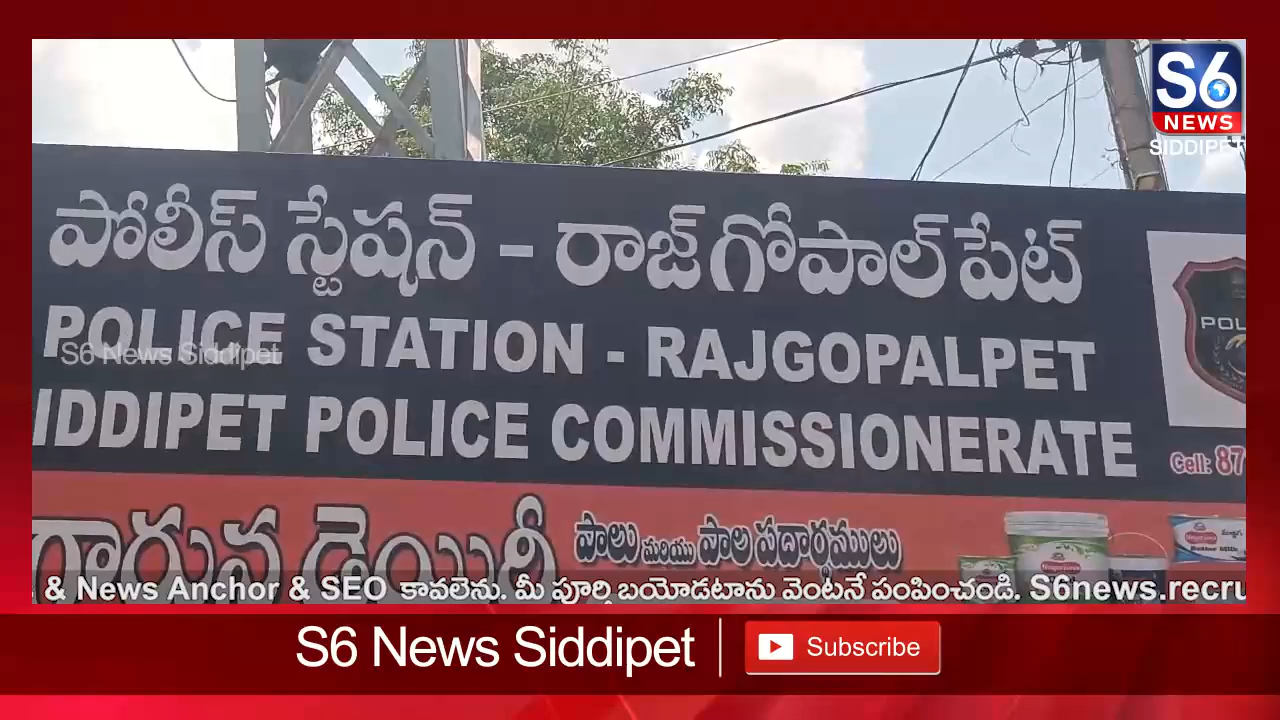 S6
NEWS
SIDDIPET
పోలీస్ స్టేషన్ - రాజ్‌గోపాల్‌పేట్
POLICE STATION - RAJGOPALPET
S6 News Siddipet
IDDIPET POLICE COMMISSIONERATE
Cell: 87
గారున డెయిరీ పాలు మరియు పాల పదార్థములు
& News Anchor & SEO కావలెను. మీ పూర్తి బయోడటాను వెంటనే పంపించండి. S6news.recru
S6 News Siddipet
Subscribe